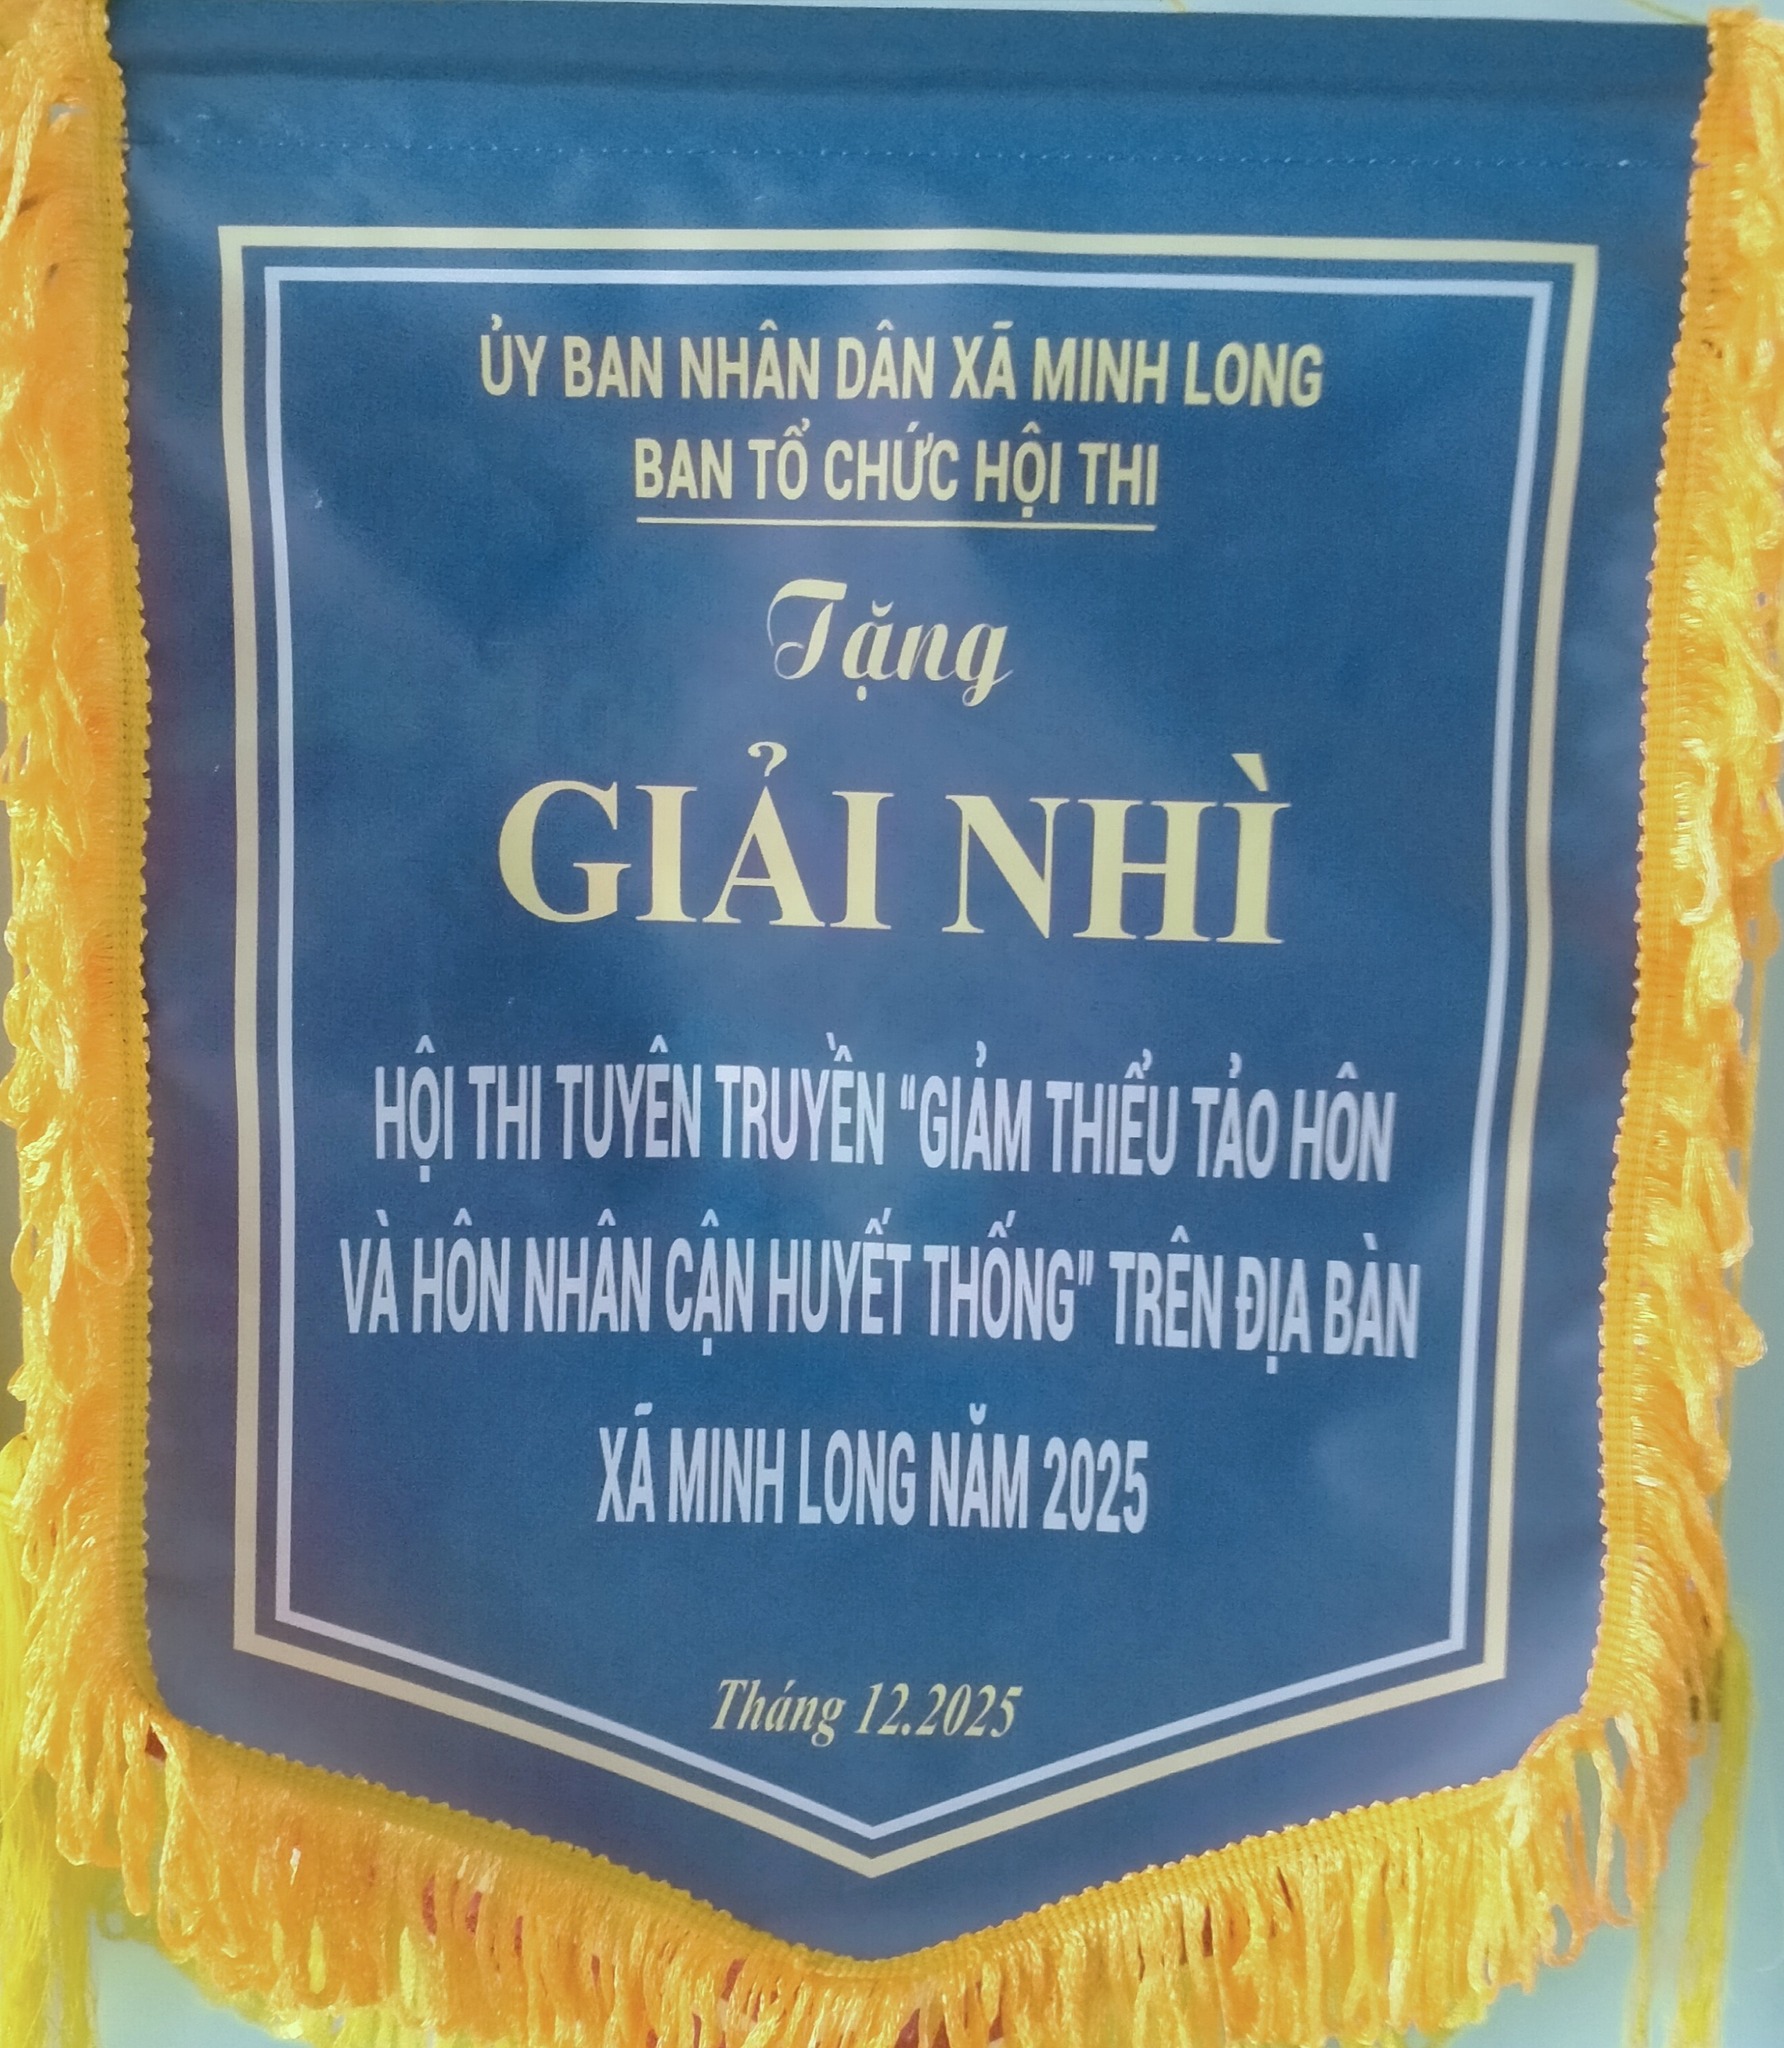 ỦY BAN NHÂN DÂN XÃ MINH LONG
BAN TỔ CHỨC HỘI THI
Tặng
GIẢI NHÌ
HỘI THI TUYÊN TRUYỀN "GIẢM THIỂU TẢO HÔN
VÀ HÔN NHÂN CẬN HUYẾT THỐNG" TRÊN ĐỊA BÀN
XÃ MINH LONG NĂM 2025
Tháng 12.2025